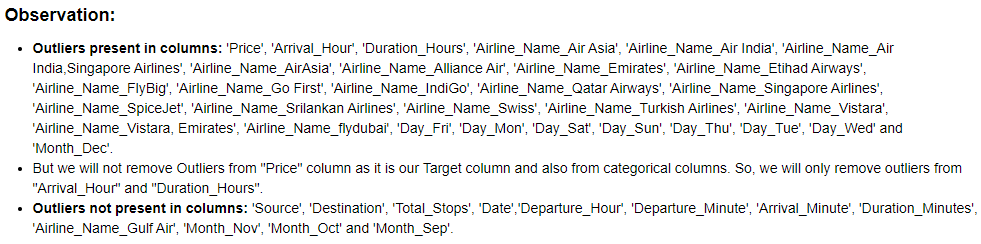 Observation:
• Outliers present in columns: 'Price', 'Arrival_Hour', 'Duration_Hours', 'Airline_Name_Air Asia', 'Airline_Name_Air India', 'Airline_Name_Air
India,Singapore Airlines', 'Airline_Name_AirAsia', 'Airline_Name_Alliance Air', 'Airline_Name_Emirates', 'Airline_Name_Etihad Airways',
'Airline_Name_FlyBig', 'Airline_Name_Go First', 'Airline_Name_IndiGo', 'Airline_Name_Qatar Airways', 'Airline_Name_Singapore Airlines',
'Airline_Name_SpiceJet', 'Airline_Name_Srilankan Airlines', 'Airline_Name_Swiss', 'Airline_Name_Turkish Airlines', 'Airline_Name_Vistara',
'Airline_Name_Vistara, Emirates', 'Airline_Name_flydubai', 'Day_Fri', 'Day_Mon', 'Day_Sat', 'Day_Sun', 'Day_Thu', 'Day_Tue', 'Day_Wed' and
'Month_Dec'.
• But we will not remove Outliers from "Price" column as it is our Target column and also from categorical columns. So, we will only remove outliers from
"Arrival_Hour" and "Duration_Hours".
• Outliers not present in columns: 'Source', 'Destination', 'Total_Stops', 'Date','Departure_Hour', 'Departure_Minute', 'Arrival_Minute', 'Duration_Minutes',
'Airline_Name_Gulf Air', 'Month_Nov', 'Month_Oct' and 'Month_Sep'.